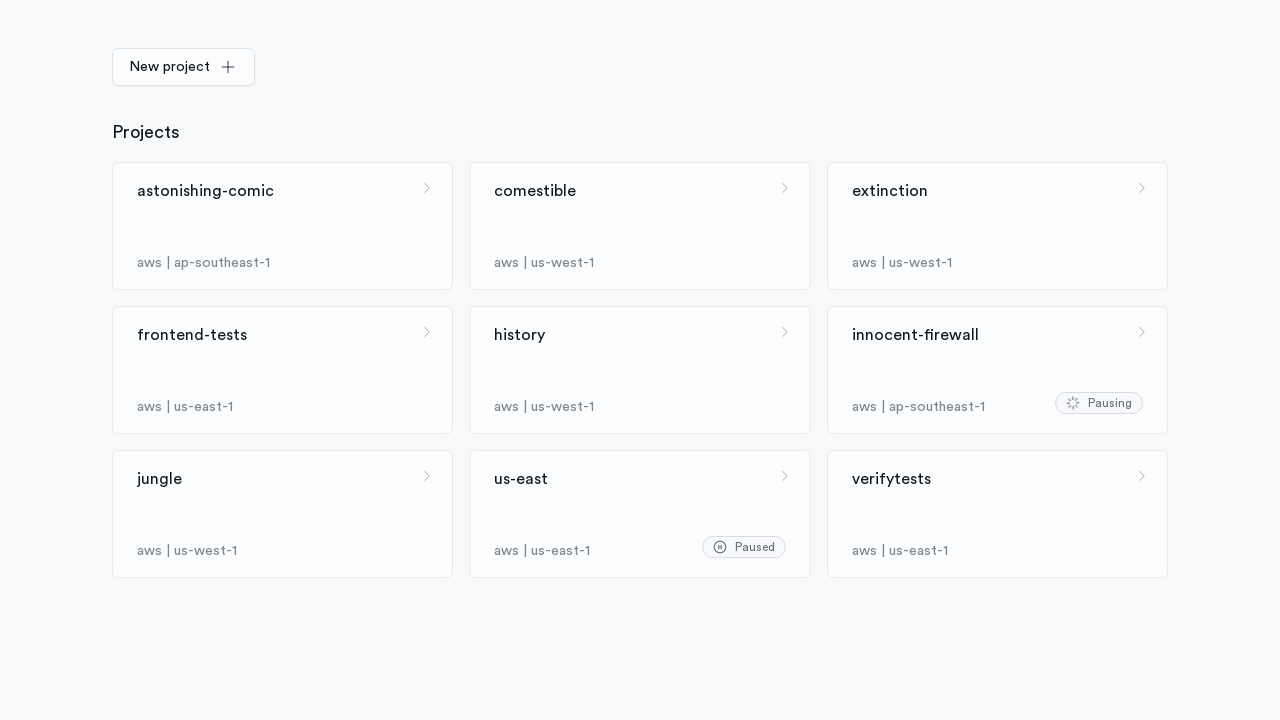 New project
Projects
astonishing-comic
aws | ap-southeast-1
comestible
aws | us-west-1
extinction
aws | us-west-1
frontend-tests
aws | us-east-1
history
aws | us-west-1
innocent-firewall
aws | ap-southeast-1
Pausing
jungle
aws | us-west-1
us-east
aws | us-east-1
Paused
verifytests
aws | us-east-1